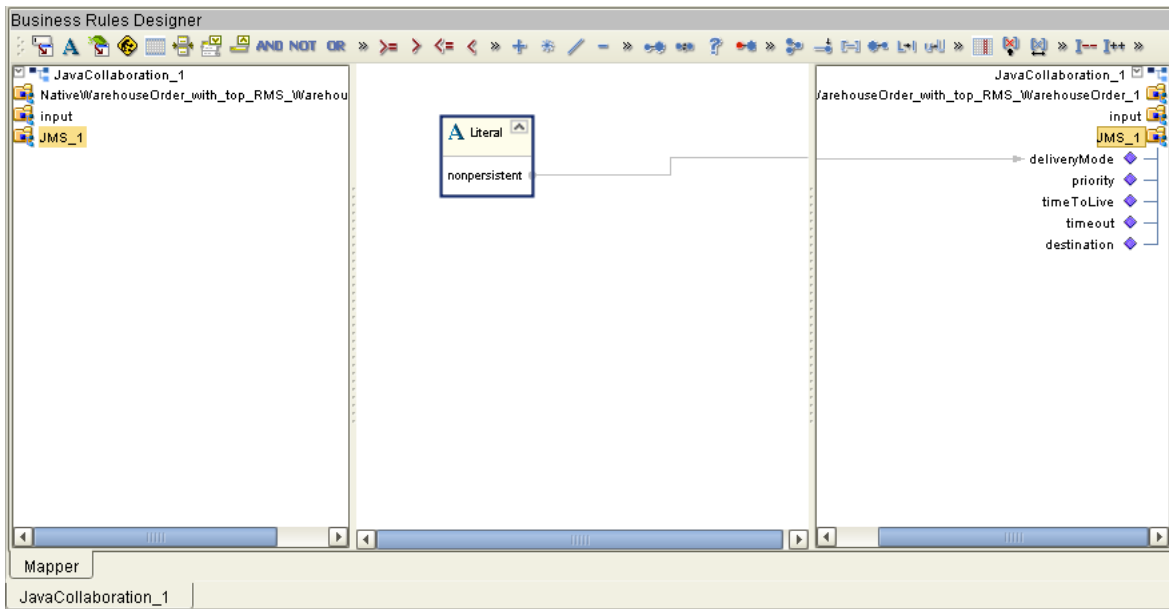 Business Rules Designer
A AND NOT OR » >= > <= < » + * / - » ? » » » I-- I++ »
JavaCollaboration_1
NativeWarehouseOrder_with_top_RMS_Warehou
input
JMS_1
A Literal
nonpersistent
JavaCollaboration_1
/arehouseOrder_with_top_RMS_WarehouseOrder_1
input
JMS_1
deliveryMode
priority
timeToLive
timeout
destination
Mapper
JavaCollaboration_1